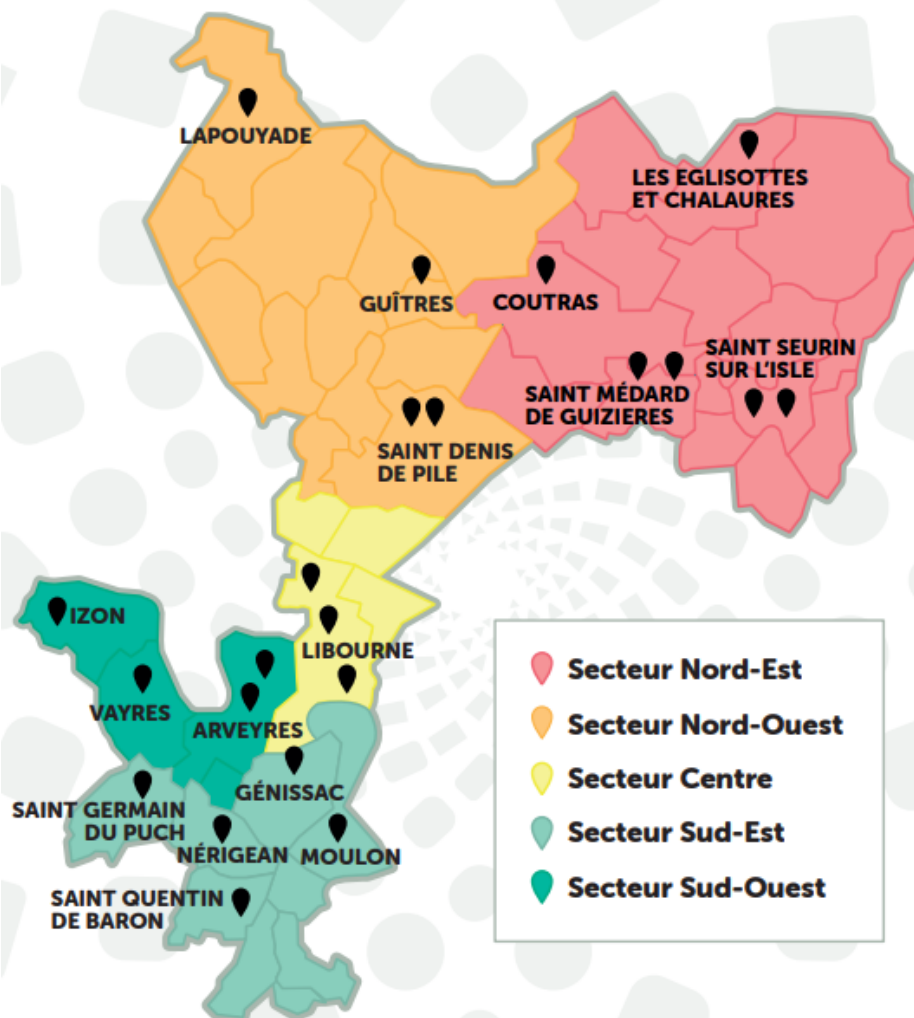 LAPOUYADE
LES EGLISOTTES
ET CHALAURES
GUÎTRES
COUTRAS
SAINT SEURIN
SUR L'ISLE
SAINT MÉDARD
DE GUIZIERES
SAINT DENIS
DE PILE
IZON
LIBOURNE
VAYRES
ARVEYRES
GÉNISSAC
SAINT GERMAIN
DU PUCH
NÉRIGEAN
MOULON
SAINT QUENTIN
DE BARON
Secteur Nord-Est
Secteur Nord-Ouest
Secteur Centre
Secteur Sud-Est
Secteur Sud-Ouest